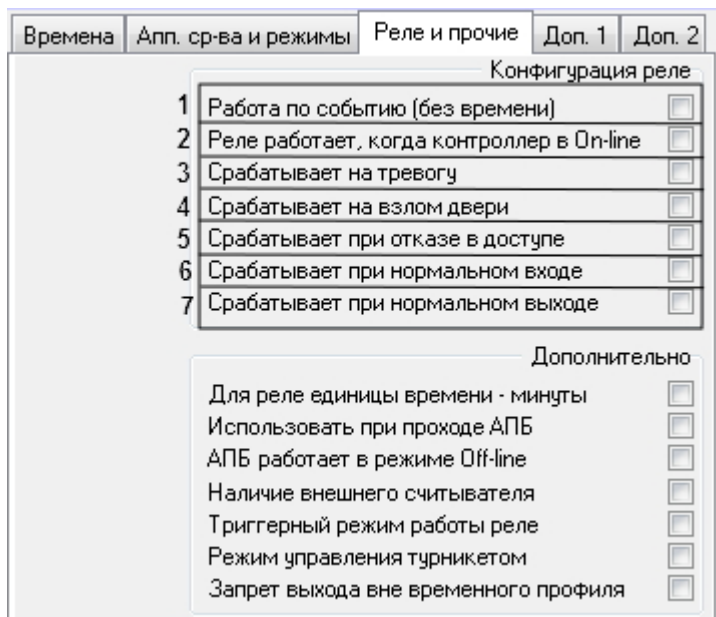 Времена Апп. ср-ва и режимы Реле и прочие Доп. 1 Доп. 2
Конфигурация реле
1 Работа по событию (без времени)
2 Реле работает, когда контроллер в On-line
3 Срабатывает на тревогу
4 Срабатывает на взлом двери
5 Срабатывает при отказе в доступе
6 Срабатывает при нормальном входе
7 Срабатывает при нормальном выходе
Дополнительно
Для реле единицы времени - минуты
Использовать при проходе АПБ
АПБ работает в режиме Off-line
Наличие внешнего считывателя
Триггерный режим работы реле
Режим управления турникетом
Запрет выхода вне временного профиля